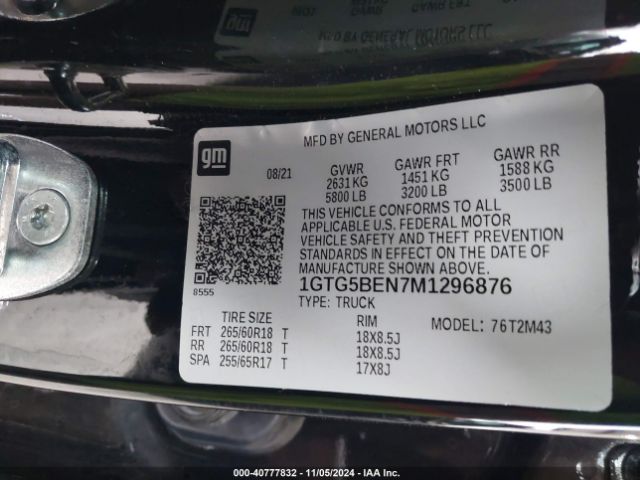 MFD BY GENERAL MOTORS LLC
gm
08/21
GVWR
2631 KG
5800 LB
GAWR FRT
1451 KG
3200 LB
GAWR RR
1588 KG
3500 LB
THIS VEHICLE CONFORMS TO ALL
APPLICABLE U.S. FEDERAL MOTOR
VEHICLE SAFETY AND THEFT PREVENTION
STANDARDS IN EFFECT ON THE DATE OF
MANUFACTURE SHOWN ABOVE.
8555
1GTG5BEN7M1296876
TYPE: TRUCK
MODEL: 76T2M43
TIRE SIZE RIM
FRT 265/60R18 T 18X8.5J
RR 265/60R18 T 18X8.5J
SPA 255/65R17 T 17X8J
000-40777832 - 11/05/2024 - IAA Inc.